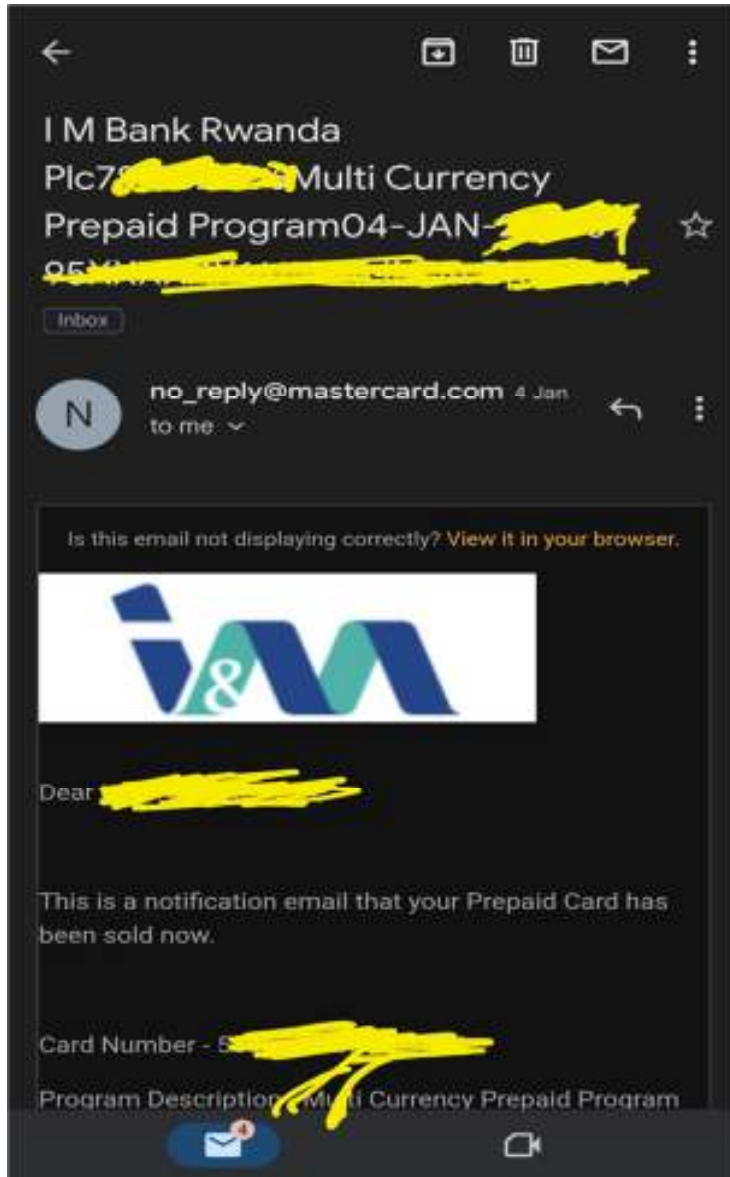 I M Bank Rwanda
Plc7 Multi Currency
Prepaid Program04-JAN-
Inbox
N
no_reply@mastercard.com 4 Jan
to me
Is this email not displaying correctly? View it in your browser.
i&m
Dear
This is a notification email that your Prepaid Card has
been sold now.
Card Number - 5
Program Description Multi Currency Prepaid Program
4